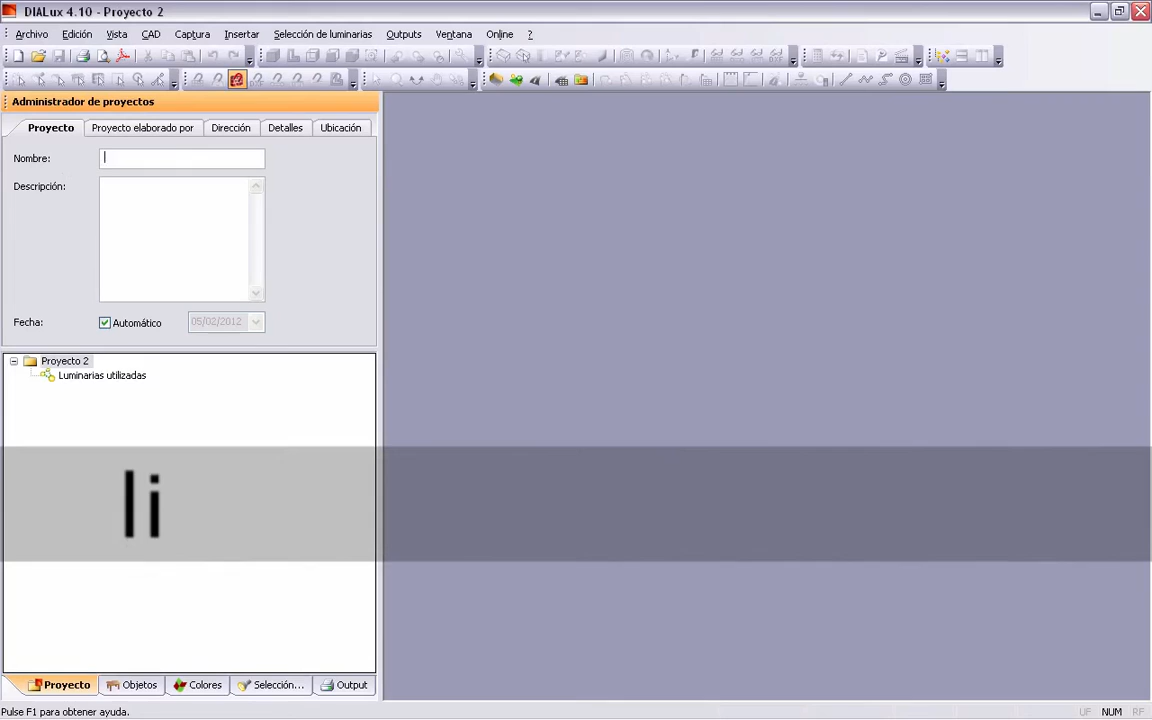 DIALux 4.10 - Proyecto 2
Archivo Edición Vista CAD Captura Insertar Selección de luminarias Outputs Ventana Online ?
Administrador de proyectos
Proyecto Proyecto elaborado por Dirección Detalles Ubicación
Nombre:
Descripción:
Fecha: Automático 05/02/2012
Proyecto 2
Luminarias utilizadas
li
Proyecto Objetos Colores Selección... Output
Pulse F1 para obtener ayuda. UF NUM RF